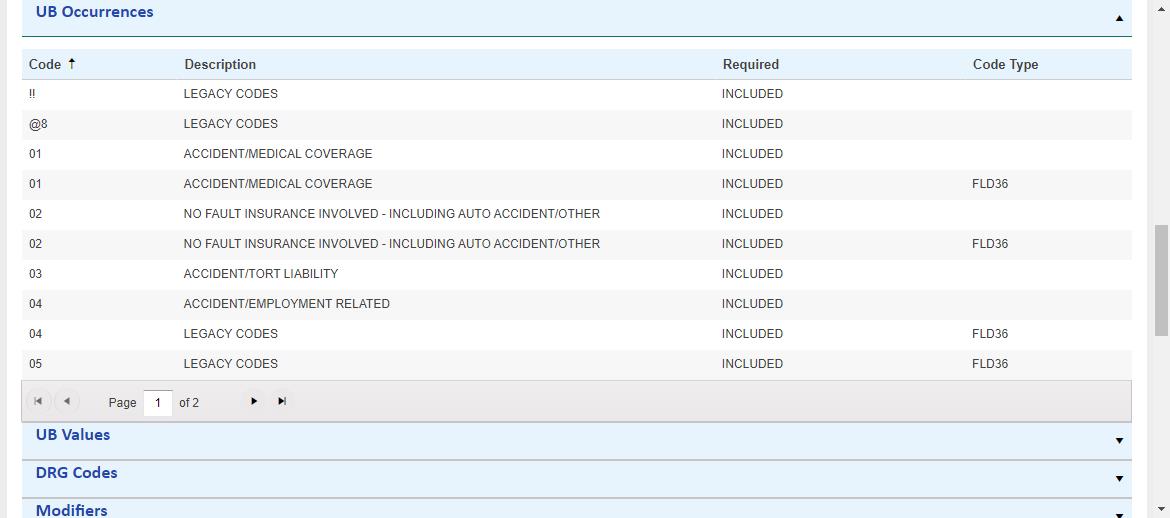 UB Occurrences
Code Description Required Code Type
!! LEGACY CODES INCLUDED
@8 LEGACY CODES INCLUDED
01 ACCIDENT/MEDICAL COVERAGE INCLUDED
01 ACCIDENT/MEDICAL COVERAGE INCLUDED FLD36
02 NO FAULT INSURANCE INVOLVED - INCLUDING AUTO ACCIDENT/OTHER INCLUDED
02 NO FAULT INSURANCE INVOLVED - INCLUDING AUTO ACCIDENT/OTHER INCLUDED FLD36
03 ACCIDENT/TORT LIABILITY INCLUDED
04 ACCIDENT/EMPLOYMENT RELATED INCLUDED
04 LEGACY CODES INCLUDED FLD36
05 LEGACY CODES INCLUDED FLD36
Page 1 of 2
UB Values
DRG Codes
Modifiers